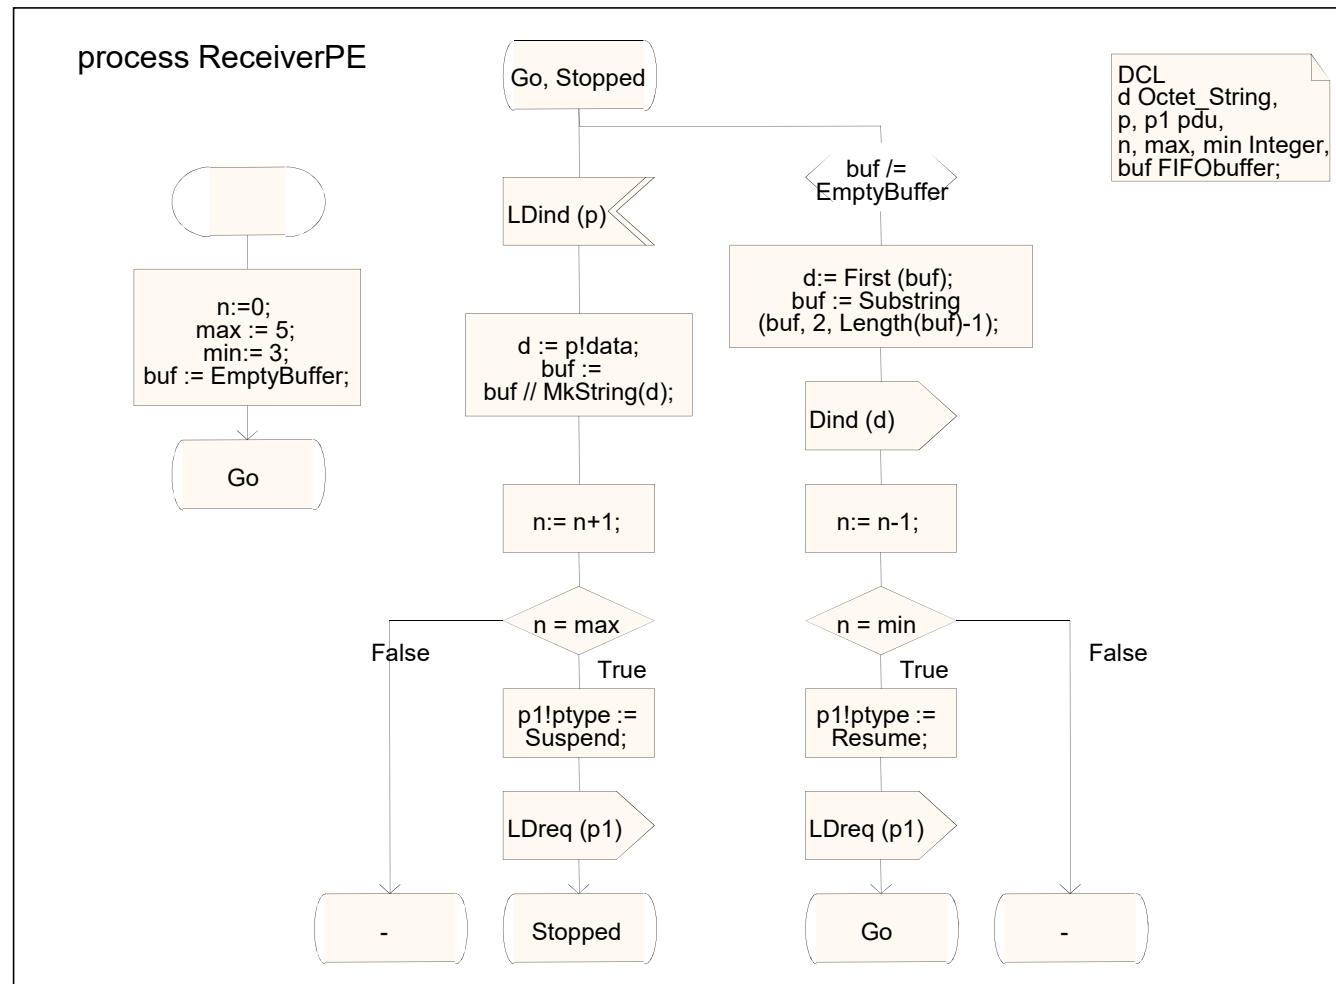 process ReceiverPE
Go, Stopped
DCL
d Octet_String,
p, p1 pdu,
n, max, min Integer,
buf FIFObuffer;
n:=0;
max := 5;
min:= 3;
buf := EmptyBuffer;
Go
LDind (p)
d := p!data;
buf :=
buf // MkString(d);
n:= n+1;
n = max
False
True
p1!ptype :=
Suspend;
LDreq (p1)
-
Stopped
buf /=
EmptyBuffer
d:= First (buf);
buf := Substring
(buf, 2, Length(buf)-1);
Dind (d)
n:= n-1;
n = min
True
False
p1!ptype :=
Resume;
LDreq (p1)
Go
-